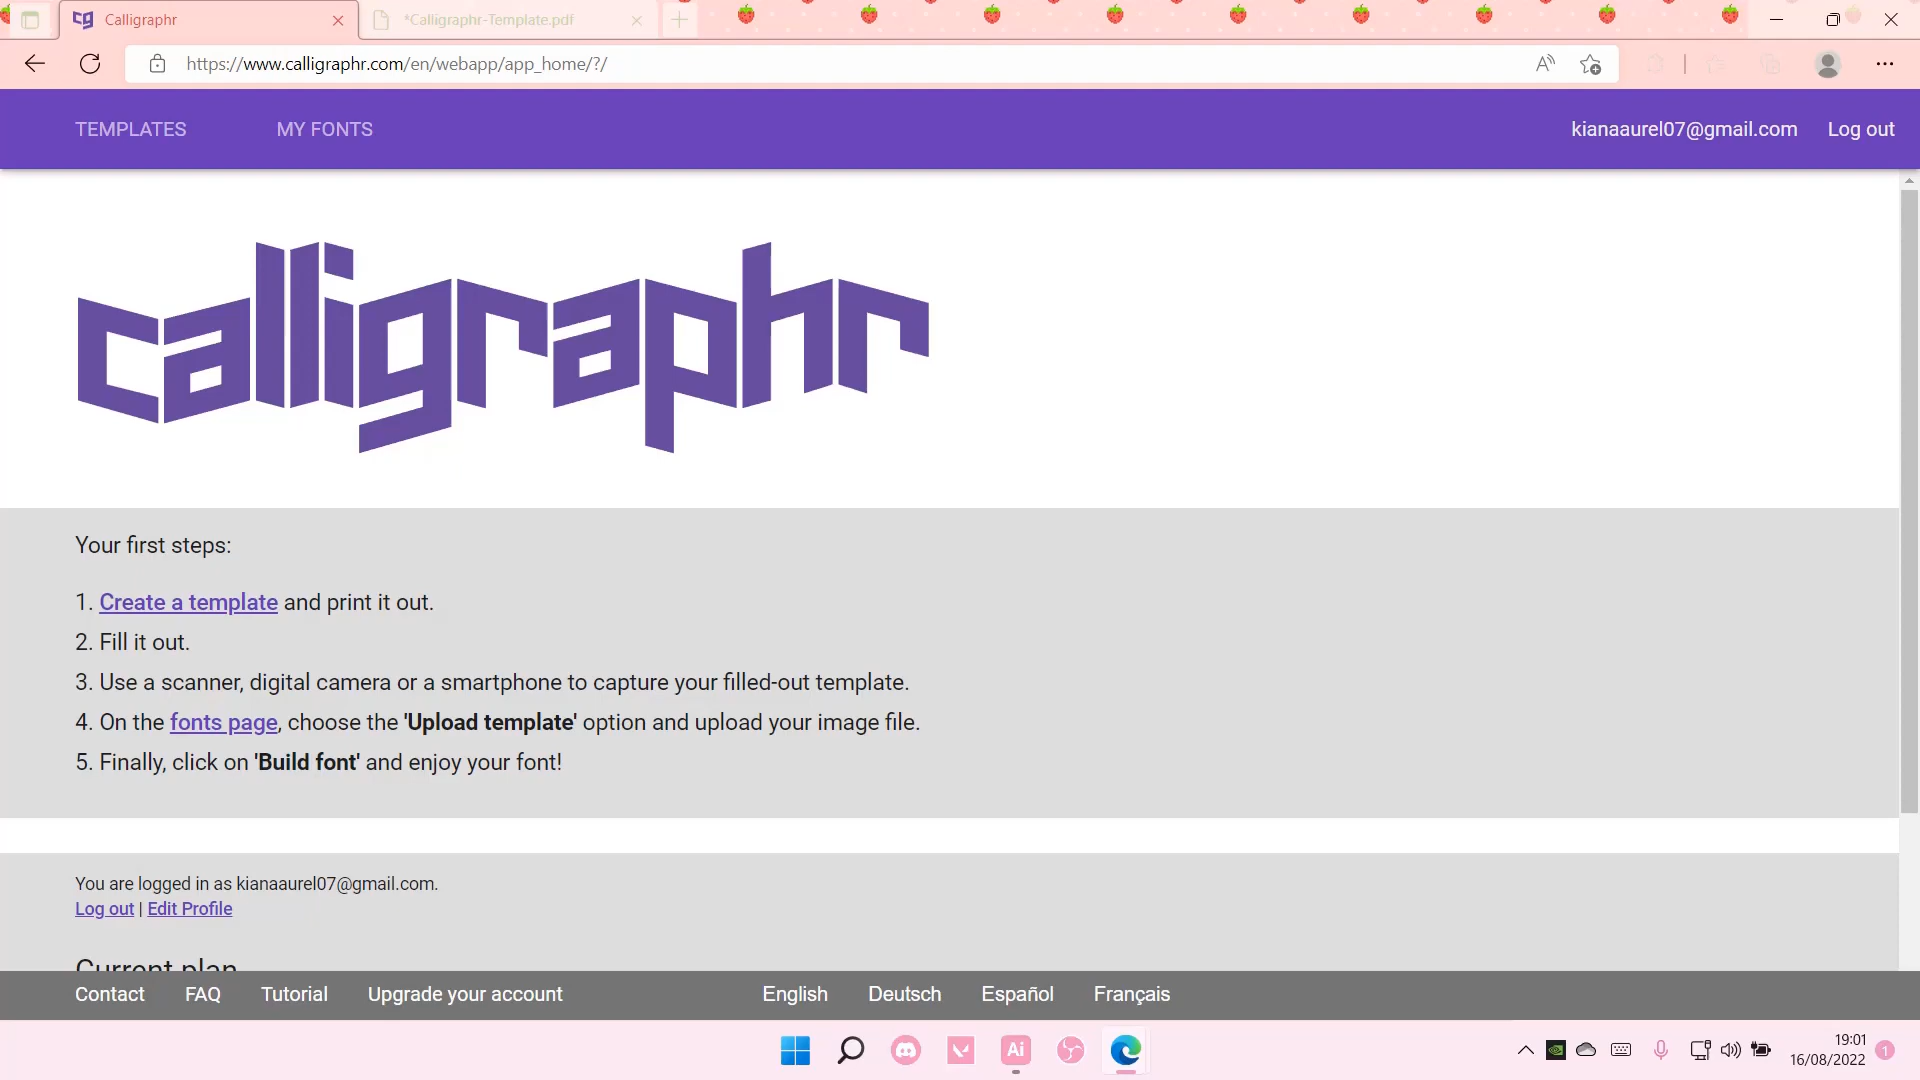 Calligraphr
*Calligraphr-Template.pdf
https://www.calligraphr.com/en/webapp/app_home/?/
TEMPLATES
MY FONTS
kianaaurel07@gmail.com
Log out
calligraphr
Your first steps:
1. Create a template and print it out.
2. Fill it out.
3. Use a scanner, digital camera or a smartphone to capture your filled-out template.
4. On the fonts page, choose the 'Upload template' option and upload your image file.
5. Finally, click on 'Build font' and enjoy your font!
You are logged in as kianaaurel07@gmail.com.
Log out | Edit Profile
Current plan
Contact
FAQ
Tutorial
Upgrade your account
English
Deutsch
Español
Français
Ai
19:01
16/08/2022
1